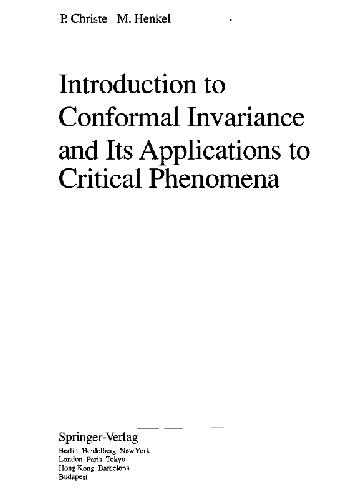 P. Christe M. Henkel
Introduction to
Conformal Invariance
and Its Applications to
Critical Phenomena
Springer-Verlag
Berlin Heidelberg New York
London Paris Tokyo
Hong Kong Barcelona
Budapest